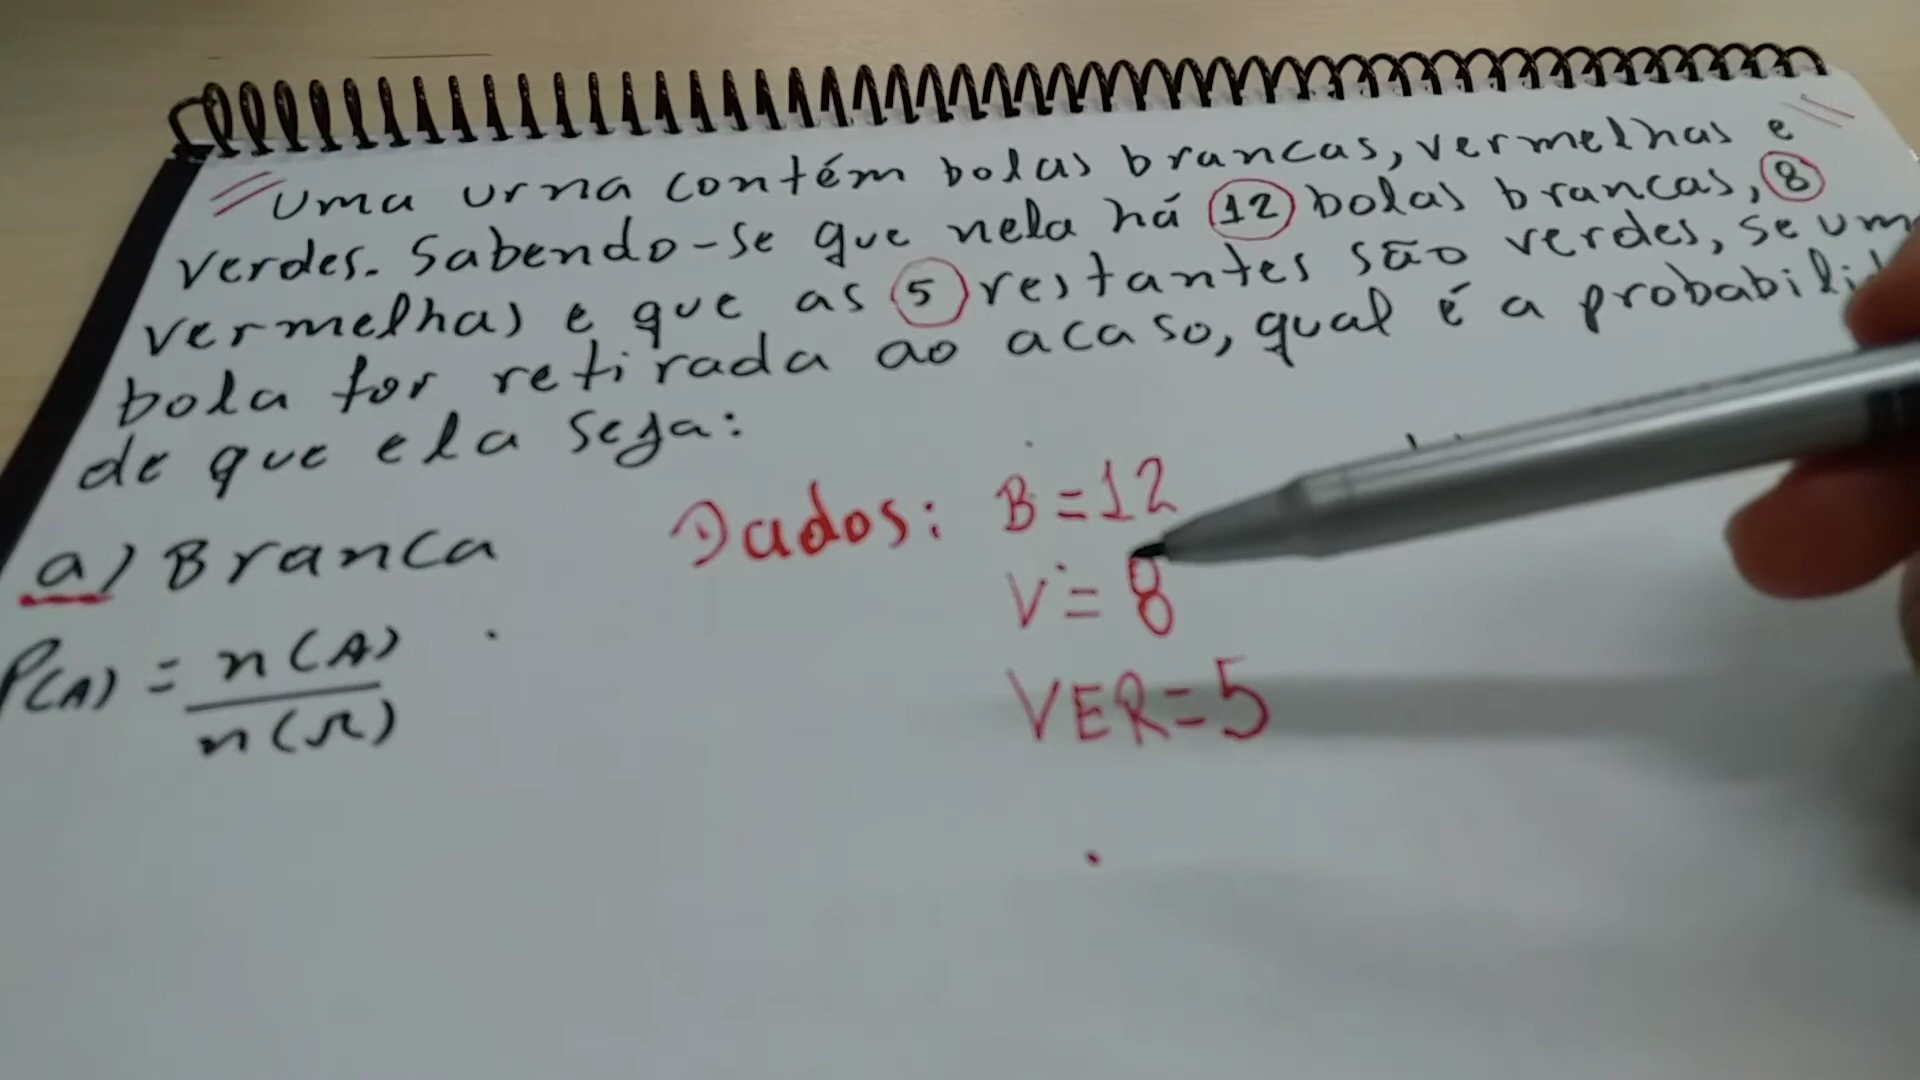 Uma urna contém bolas brancas, vermelhas e
verdes. Sabendo-se que nela há 12 bolas brancas, 8
vermelhas e que as 5 restantes são verdes, se um
bola for retirada ao acaso, qual é a probabili
de que ela seja:
a) Branca
Dados: B = 12
V = 8
VER = 5
P(A) = n(A)
n(Ω)